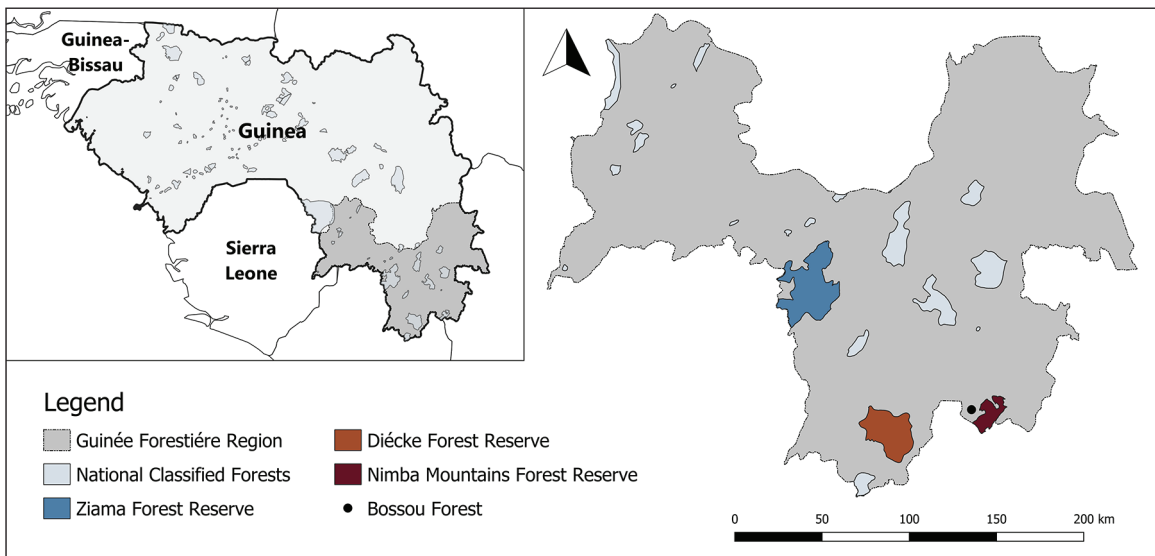 Guinea-
Bissau
Guinea
Sierra
Leone
Legend
Guinée Forestiére Region
National Classified Forests
Ziama Forest Reserve
Diécke Forest Reserve
Nimba Mountains Forest Reserve
Bossou Forest
0 50 100 150 200 km